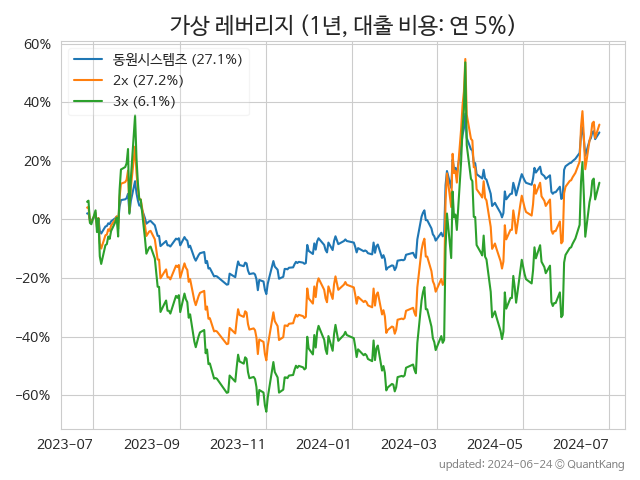 가상 레버리지 (1년, 대출 비용: 연 5%)
60%
40%
20%
0%
−20%
−40%
−60%
동원시스템즈 (27.1%)
2x (27.2%)
3x (6.1%)
2023-07 2023-09 2023-11 2024-01 2024-03 2024-05 2024-07
updated: 2024-06-24 © QuantKang